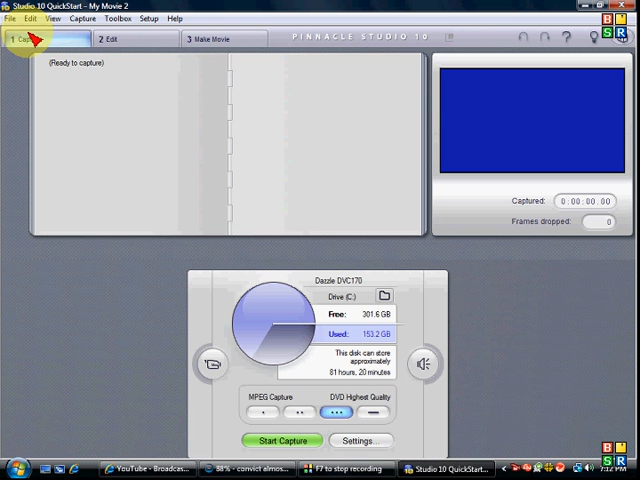 Studio 10 QuickStart - My Movie 2
File Edit View Capture Toolbox Setup Help
1 2 Edit 3 Make Movie PINNACLE STUDIO 10
B
S R
(Ready to capture)
Captured: 0:00:00.00
Frames dropped: 0
Dazzle DVC170
Drive (C:)
Free: 301.6 GB
Used: 153.2 GB
This disk can store
approximately
81 hours, 20 minutes
MPEG Capture DVD Highest Quality
Start Capture Settings...
B
S R
YouTube - Broadcas... 88% - convict almos... F7 to stop recording Studio 10 QuickStart... 7:12 PM